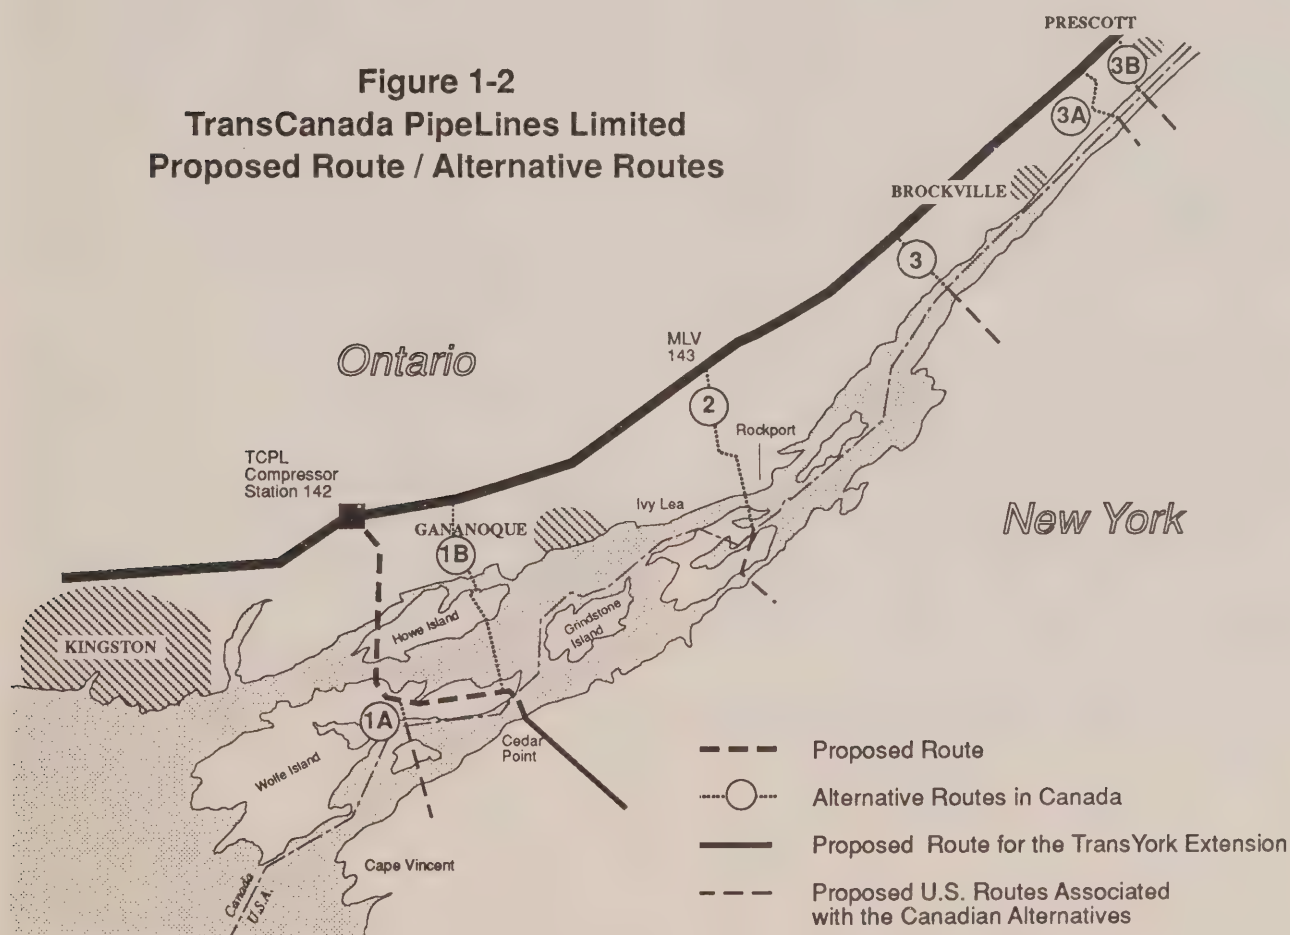 Figure 1-2
TransCanada PipeLines Limited
Proposed Route / Alternative Routes
PRESCOTT
3B
3A
BROCKVILLE
3
MLV
143
Ontario
2
Rockport
TCPL
Compressor
Station 142
Ivy Lea
New York
GANANOQUE
1B
Howe Island
Grindstone
Island
KINGSTON
1A
Cedar
Point
Wolfe Island
Cape Vincent
Canada
U.S.A.
Proposed Route
Alternative Routes in Canada
Proposed Route for the TransYork Extension
Proposed U.S. Routes Associated
with the Canadian Alternatives